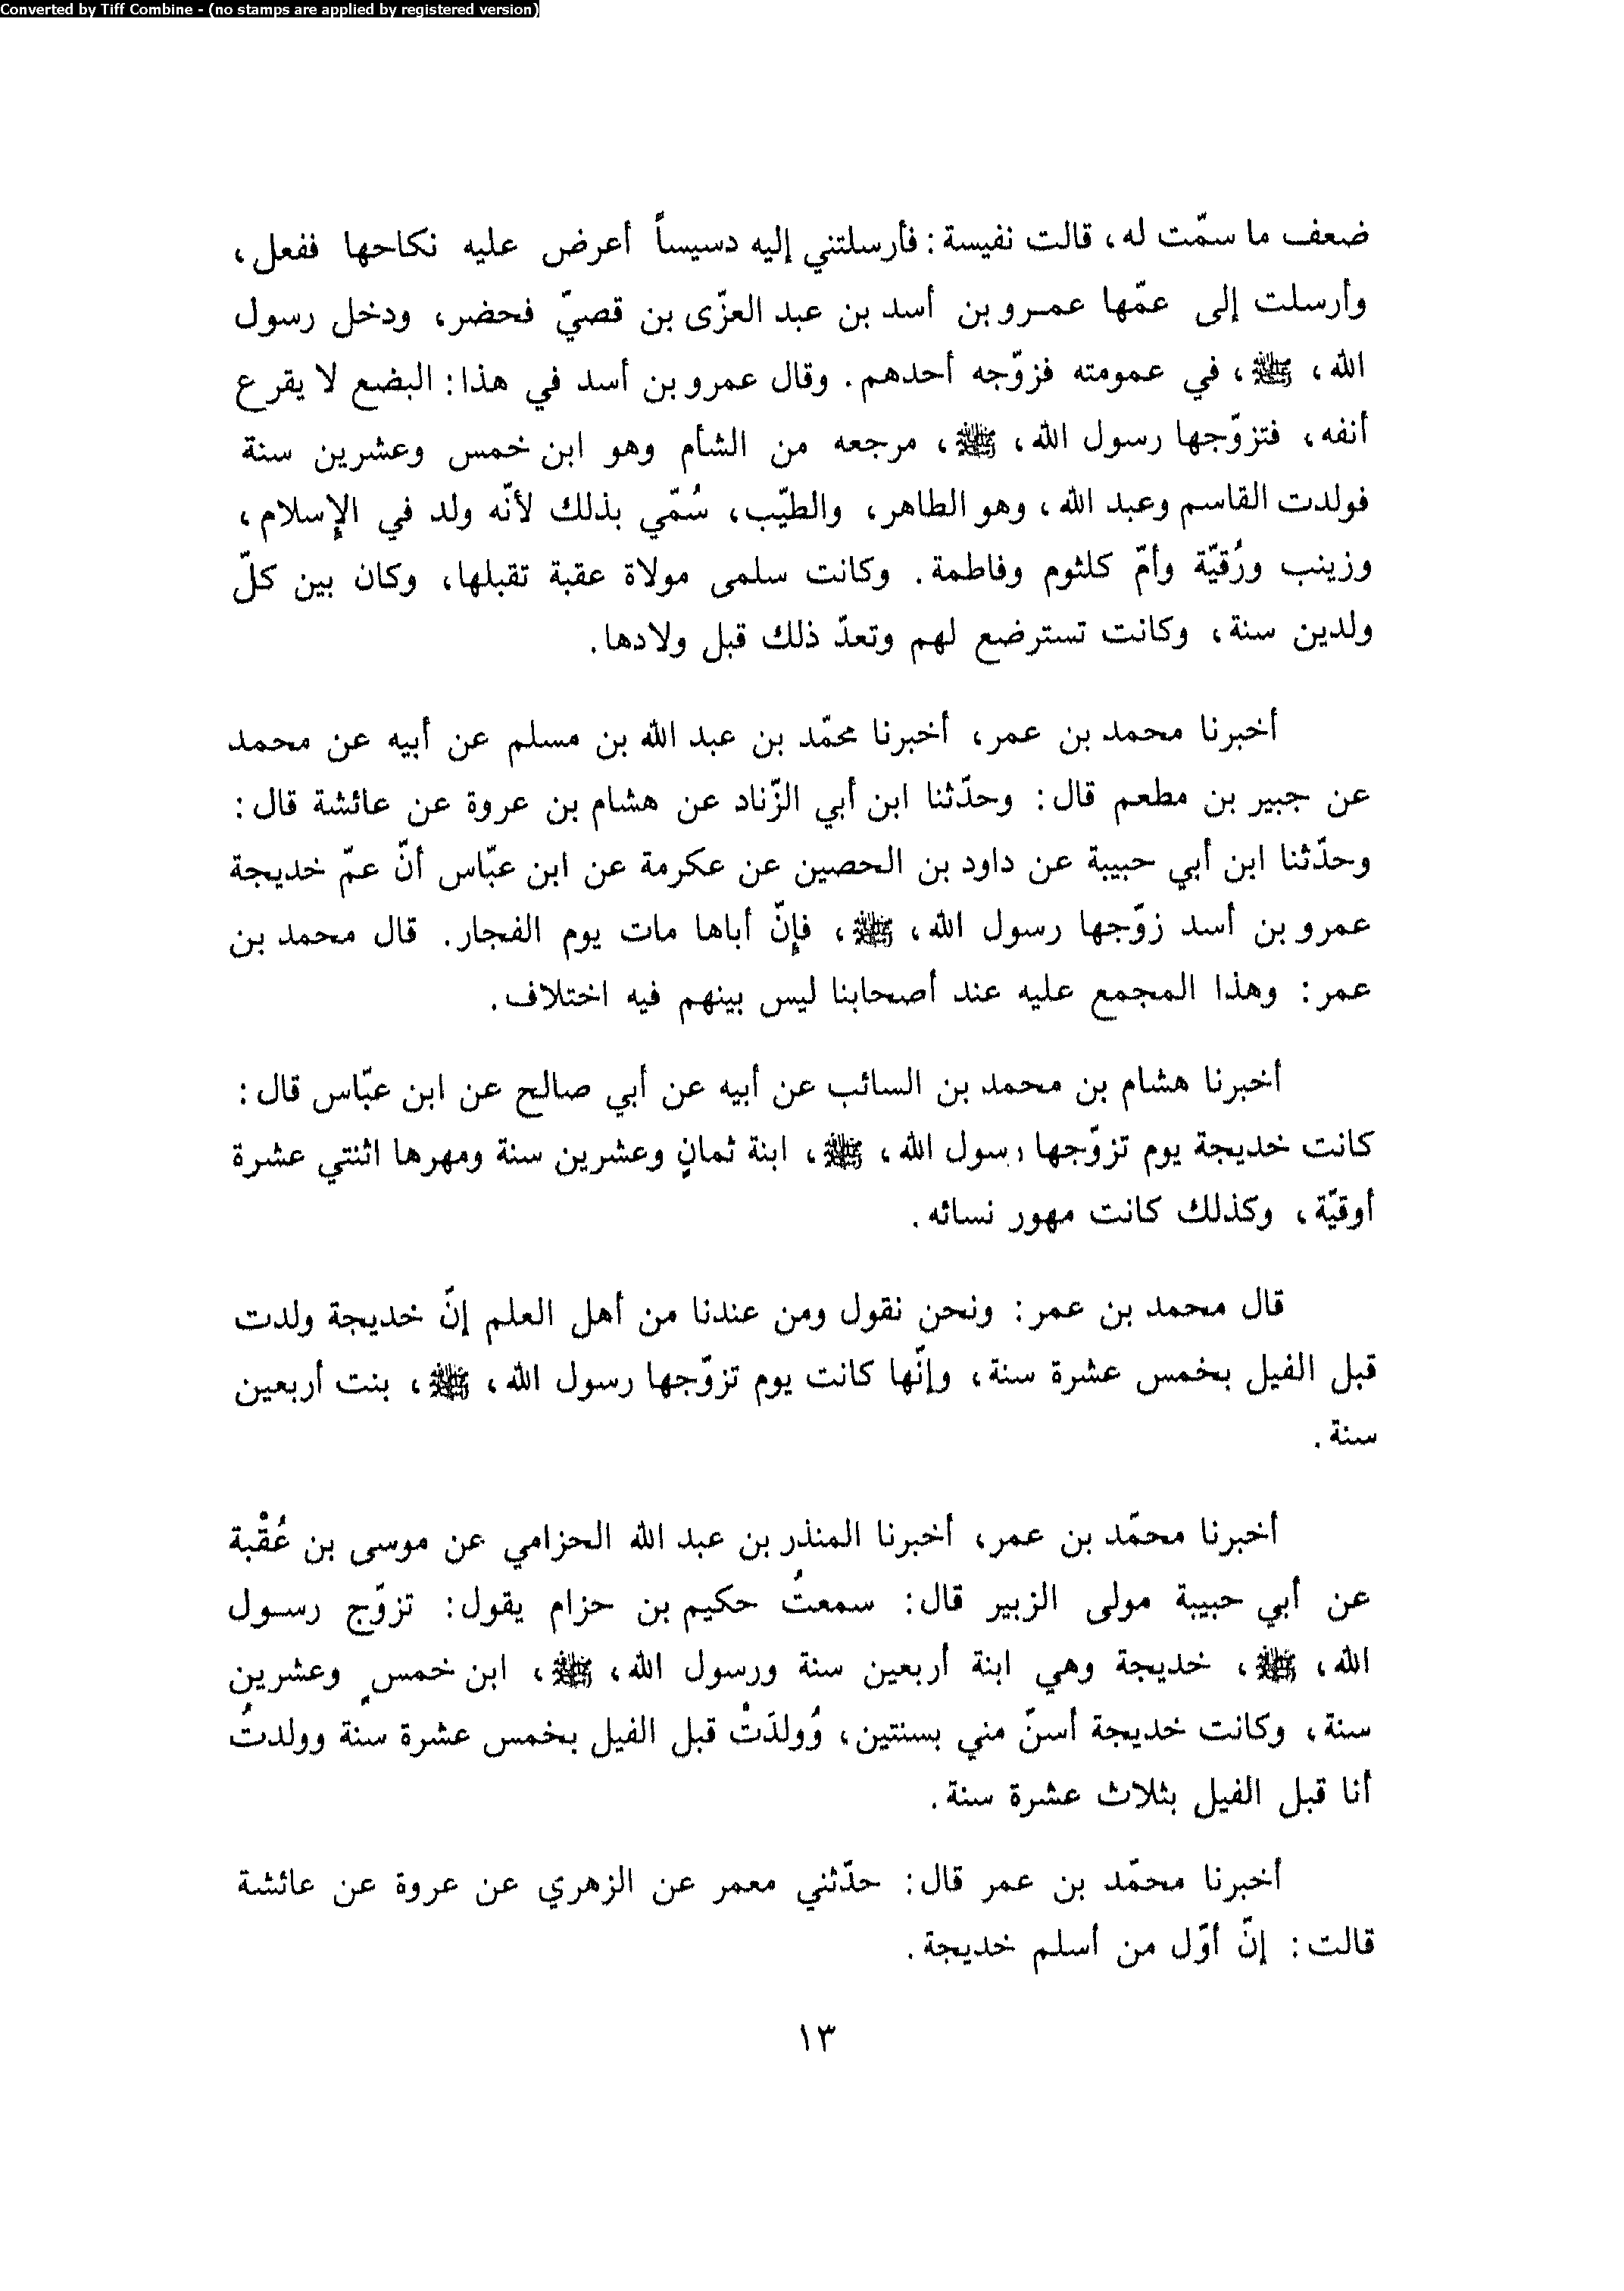 Converted by Tiff Combine - (no stamps are applied by registered version)
ضعف ما سمّت له، قالت نفيسة: فأرسلتني إليه دسيساً أعرض عليه نكاحها ففعل،
وأرسلت إلى عمّها عمرو بن أسد بن عبد العزّى بن قصيّ فحضر، ودخل رسول
الله، ﷺ، في عمومته فزوّجه أحدهم. وقال عمرو بن أسد في هذا: البضع لا يقرع
أنفه، فتزوّجها رسول الله، ﷺ، مرجعه من الشأم وهو ابن خمس وعشرين سنة
فولدت القاسم وعبد الله، وهو الطاهر، والطيّب، سُمّي بذلك لأنّه ولد في الإسلام،
وزينب ورُقيّة وأمّ كلثوم وفاطمة. وكانت سلمى مولاة عقبة تقبلها، وكان بين كلّ
ولدين سنة، وكانت تسترضع لهم وتعدّ ذلك قبل ولادها.
أخبرنا محمد بن عمر، أخبرنا محمّد بن عبد الله بن مسلم عن أبيه عن محمد
عن جبير بن مطعم قال: وحدّثنا ابن أبي الزّناد عن هشام بن عروة عن عائشة قال:
وحدّثنا ابن أبي حبيبة عن داود بن الحصين عن عكرمة عن ابن عبّاس أنّ عمّ خديجة
عمرو بن أسد زوّجها رسول الله، ﷺ، فإنّ أباها مات يوم الفجار. قال محمد بن
عمر: وهذا المجمع عليه عند أصحابنا ليس بينهم فيه اختلاف.
أخبرنا هشام بن محمد بن السائب عن أبيه عن أبي صالح عن ابن عبّاس قال:
كانت خديجة يوم تزوّجها رسول الله، ﷺ، ابنة ثمانٍ وعشرين سنة ومهرها اثنتي عشرة
أوقيّة، وكذلك كانت مهور نسائه.
قال محمد بن عمر: ونحن نقول ومن عندنا من أهل العلم إنّ خديجة ولدت
قبل الفيل بخمس عشرة سنة، وإنّها كانت يوم تزوّجها رسول الله، ﷺ، بنت أربعين
سنة.
أخبرنا محمّد بن عمر، أخبرنا المنذر بن عبد الله الحزامي عن موسى بن عُقْبة
عن أبي حبيبة مولى الزبير قال: سمعتُ حكيم بن حزام يقول: تزوّج رسول
الله، ﷺ، خديجة وهي ابنة أربعين سنة ورسول الله، ﷺ، ابن خمسٍ وعشرين
سنة، وكانت خديجة أسنّ مني بسنتين، وُولدَتْ قبل الفيل بخمس عشرة سنة وولدتُ
أنا قبل الفيل بثلاث عشرة سنة.
أخبرنا محمّد بن عمر قال: حدّثني معمر عن الزهري عن عروة عن عائشة
قالت: إنّ أوّل من أسلم خديجة.
١٣